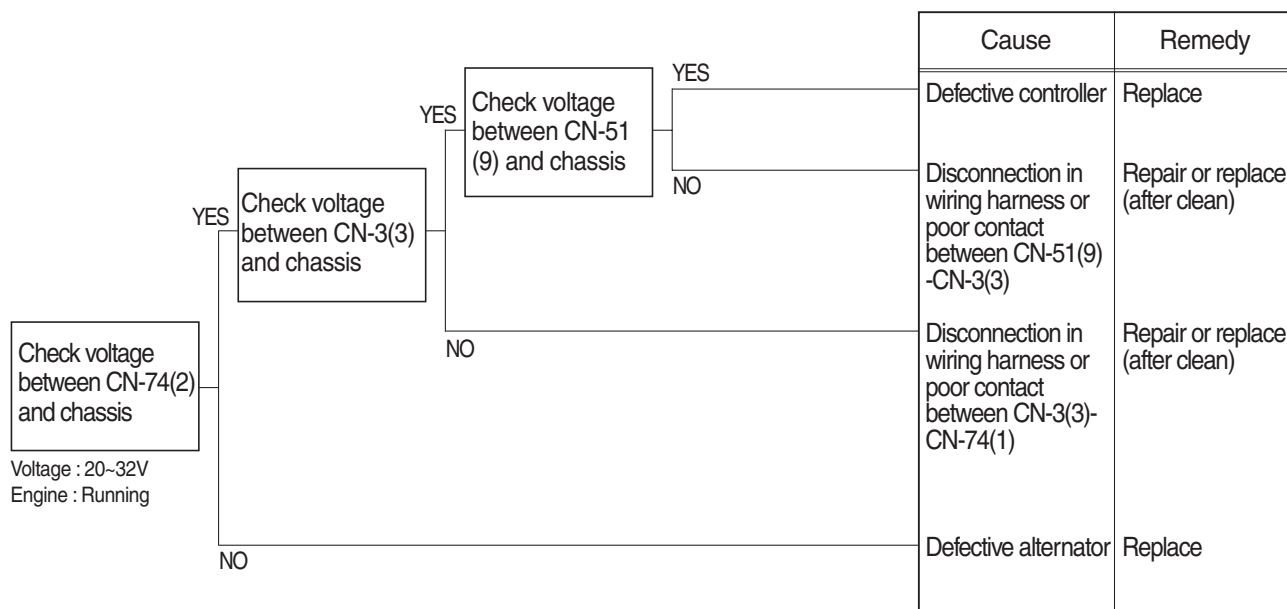 Cause
Remedy
YES
Defective controller
Replace
Check voltage
between CN-51
(9) and chassis
YES
NO
Disconnection in
wiring harness or
poor contact
between CN-51(9)
-CN-3(3)
Repair or replace
(after clean)
Check voltage
between CN-3(3)
and chassis
YES
NO
Disconnection in
wiring harness or
poor contact
between CN-3(3)-
CN-74(1)
Repair or replace
(after clean)
Check voltage
between CN-74(2)
and chassis
Voltage : 20~32V
Engine : Running
NO
Defective alternator
Replace